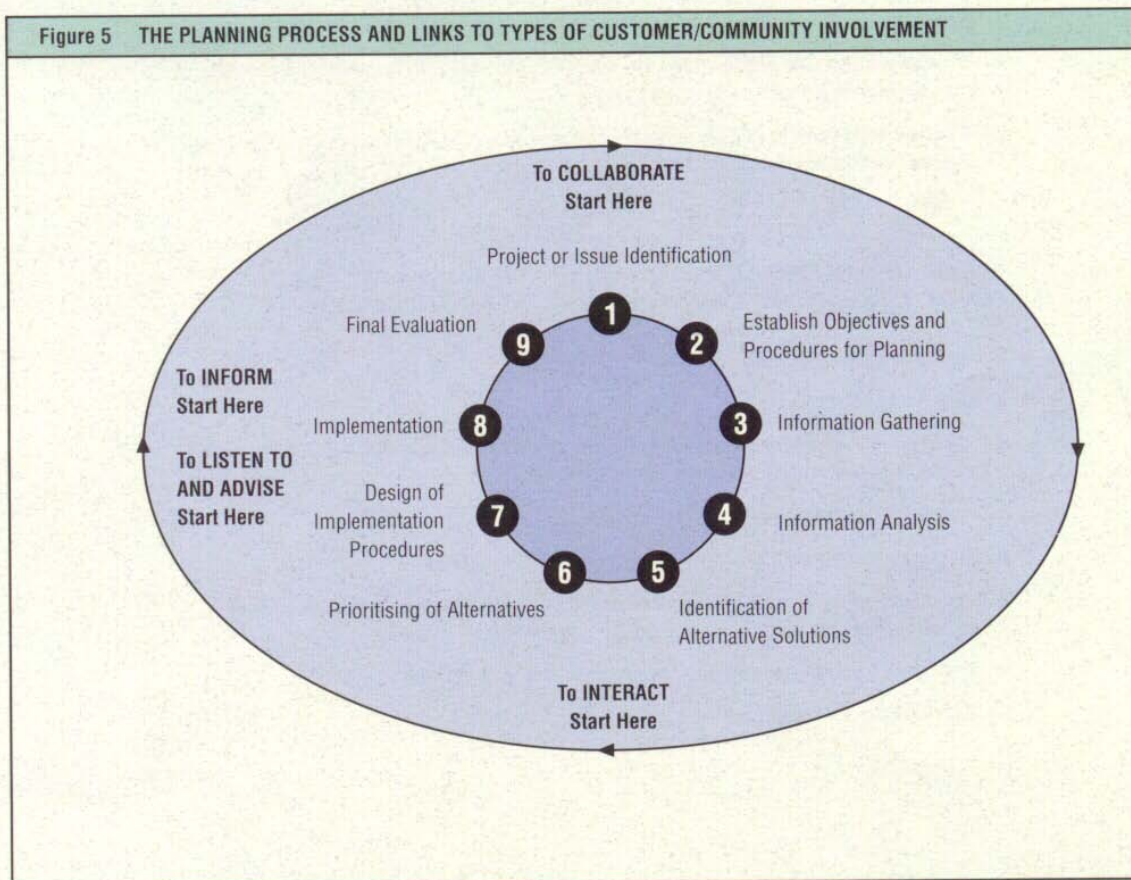 Figure 5 THE PLANNING PROCESS AND LINKS TO TYPES OF CUSTOMER/COMMUNITY INVOLVEMENT
To COLLABORATE
Start Here
Project or Issue Identification
1
Establish Objectives and
Procedures for Planning
2
Information Gathering
3
Information Analysis
4
Identification of
Alternative Solutions
5
To INTERACT
Start Here
Prioritising of Alternatives
6
Design of
Implementation
Procedures
7
To LISTEN TO
AND ADVISE
Start Here
Implementation
8
To INFORM
Start Here
Final Evaluation
9